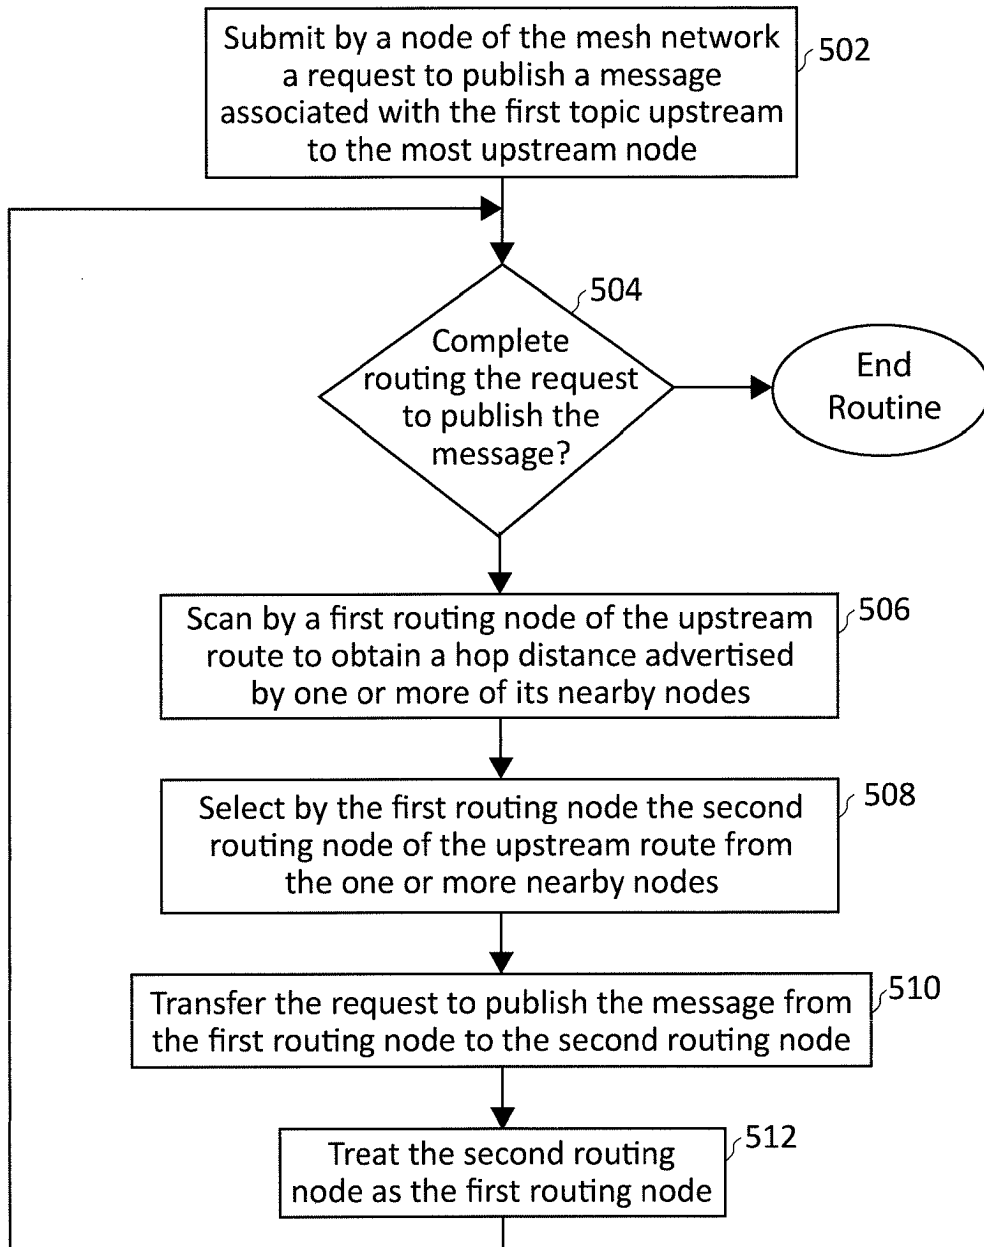 Submit by a node of the mesh network
a request to publish a message
associated with the first topic upstream
to the most upstream node
502
504
Complete
routing the request
to publish the
message?
End
Routine
Scan by a first routing node of the upstream
route to obtain a hop distance advertised
by one or more of its nearby nodes
506
Select by the first routing node the second
routing node of the upstream route from
the one or more nearby nodes
508
Transfer the request to publish the message from
the first routing node to the second routing node
510
Treat the second routing
node as the first routing node
512